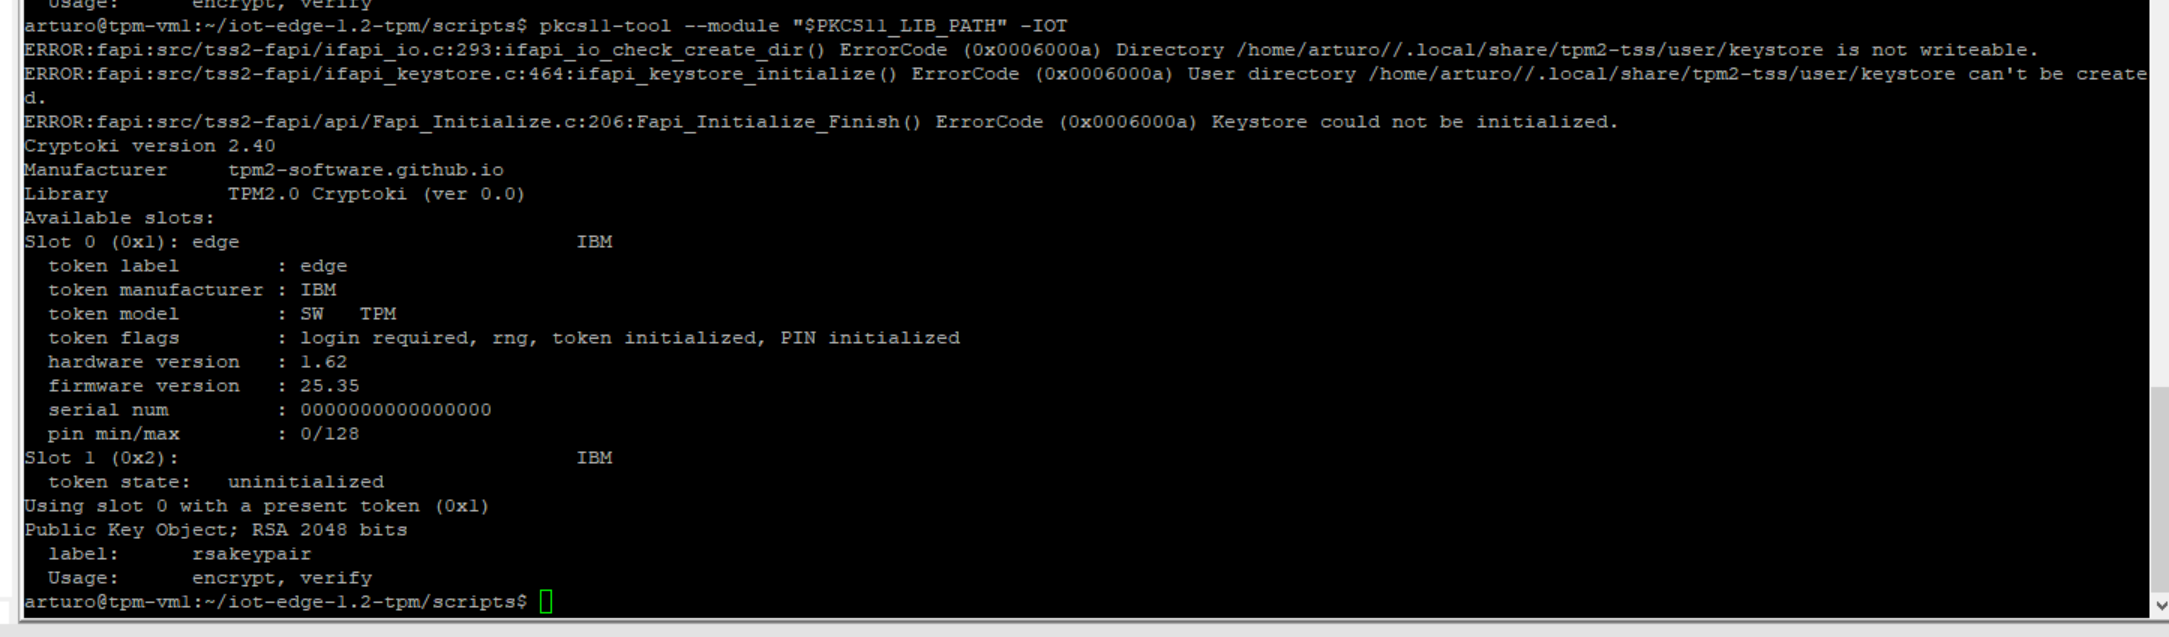 Usage: encrypt, verify
arturo@tpm-vm1:~/iot-edge-1.2-tpm/scripts$ pkcs11-tool --module "$PKCS11_LIB_PATH" -IOT
ERROR:fapi:src/tss2-fapi/ifapi_io.c:293:ifapi_io_check_create_dir() ErrorCode (0x0006000a) Directory /home/arturo//.local/share/tpm2-tss/user/keystore is not writeable.
ERROR:fapi:src/tss2-fapi/ifapi_keystore.c:464:ifapi_keystore_initialize() ErrorCode (0x0006000a) User directory /home/arturo//.local/share/tpm2-tss/user/keystore can't be create
d.
ERROR:fapi:src/tss2-fapi/api/Fapi_Initialize.c:206:Fapi_Initialize_Finish() ErrorCode (0x0006000a) Keystore could not be initialized.
Cryptoki version 2.40
Manufacturer     tpm2-software.github.io
Library          TPM2.0 Cryptoki (ver 0.0)
Available slots:
Slot 0 (0x1): edge                            IBM
  token label        : edge
  token manufacturer : IBM
  token model        : SW   TPM
  token flags        : login required, rng, token initialized, PIN initialized
  hardware version   : 1.62
  firmware version   : 25.35
  serial num         : 0000000000000000
  pin min/max        : 0/128
Slot 1 (0x2):                                 IBM
  token state:   uninitialized
Using slot 0 with a present token (0x1)
Public Key Object; RSA 2048 bits
  label:      rsakeypair
  Usage:      encrypt, verify
arturo@tpm-vm1:~/iot-edge-1.2-tpm/scripts$